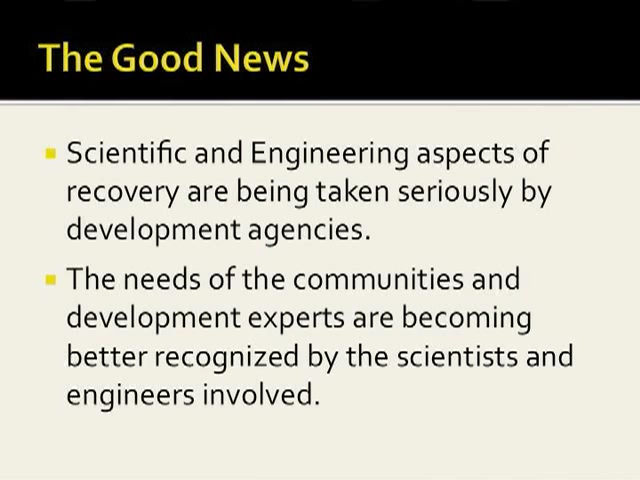 The Good News
Scientific and Engineering aspects of
recovery are being taken seriously by
development agencies.
The needs of the communities and
development experts are becoming
better recognized by the scientists and
engineers involved.